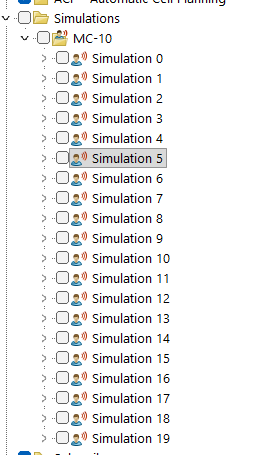 ACP - Automatic Cell Planning
Simulations
MC-10
Simulation 0
Simulation 1
Simulation 2
Simulation 3
Simulation 4
Simulation 5
Simulation 6
Simulation 7
Simulation 8
Simulation 9
Simulation 10
Simulation 11
Simulation 12
Simulation 13
Simulation 14
Simulation 15
Simulation 16
Simulation 17
Simulation 18
Simulation 19